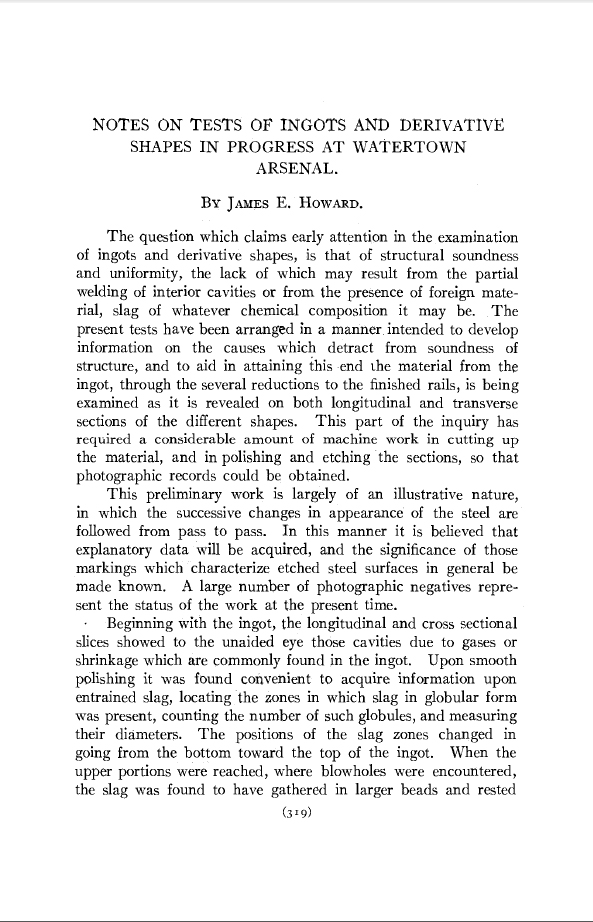 NOTES ON TESTS OF INGOTS AND DERIVATIVE
SHAPES IN PROGRESS AT WATERTOWN
ARSENAL.
By James E. Howard.
The question which claims early attention in the examination
of ingots and derivative shapes, is that of structural soundness
and uniformity, the lack of which may result from the partial
welding of interior cavities or from the presence of foreign mate-
rial, slag of whatever chemical composition it may be. The
present tests have been arranged in a manner intended to develop
information on the causes which detract from soundness of
structure, and to aid in attaining this end the material from the
ingot, through the several reductions to the finished rails, is being
examined as it is revealed on both longitudinal and transverse
sections of the different shapes. This part of the inquiry has
required a considerable amount of machine work in cutting up
the material, and in polishing and etching the sections, so that
photographic records could be obtained.
This preliminary work is largely of an illustrative nature,
in which the successive changes in appearance of the steel are
followed from pass to pass. In this manner it is believed that
explanatory data will be acquired, and the significance of those
markings which characterize etched steel surfaces in general be
made known. A large number of photographic negatives repre-
sent the status of the work at the present time.
Beginning with the ingot, the longitudinal and cross sectional
slices showed to the unaided eye those cavities due to gases or
shrinkage which are commonly found in the ingot. Upon smooth
polishing it was found convenient to acquire information upon
entrained slag, locating the zones in which slag in globular form
was present, counting the number of such globules, and measuring
their diameters. The positions of the slag zones changed in
going from the bottom toward the top of the ingot. When the
upper portions were reached, where blowholes were encountered,
the slag was found to have gathered in larger beads and rested
(319)